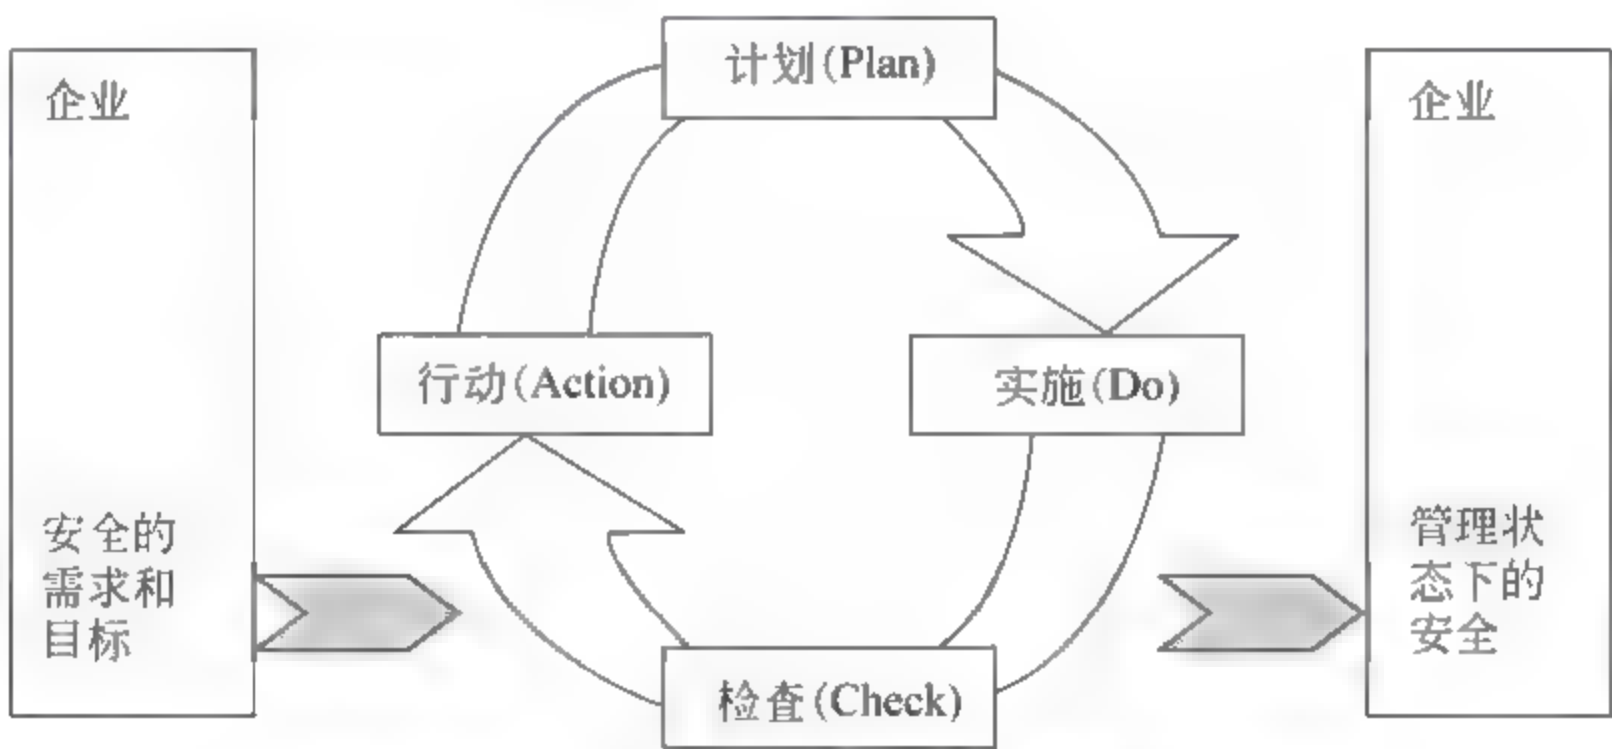 计划(Plan)
企业
企业
行动(Action)
实施(Do)
安全的
需求和
目标
管理状
态下的
安全
检查(Check)